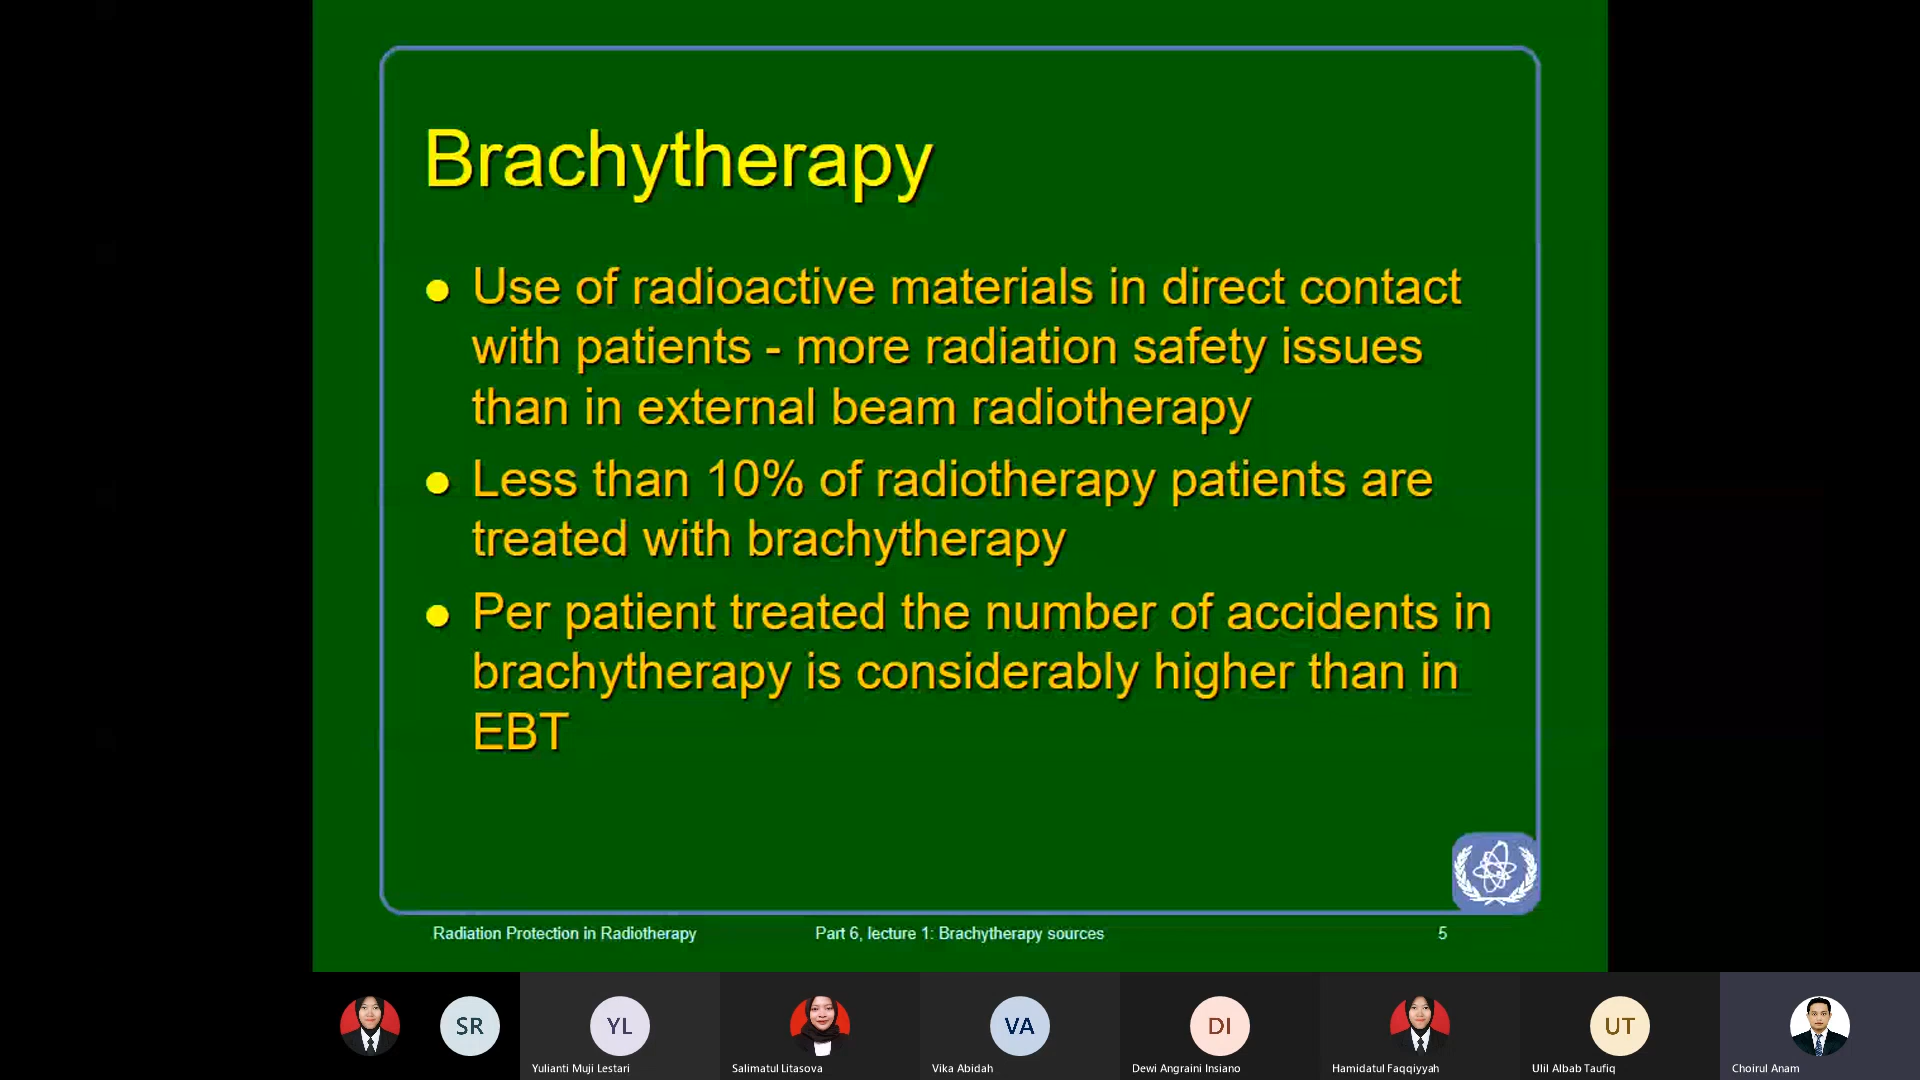 Brachytherapy
● Use of radioactive materials in direct contact
with patients - more radiation safety issues
than in external beam radiotherapy
● Less than 10% of radiotherapy patients are
treated with brachytherapy
● Per patient treated the number of accidents in
brachytherapy is considerably higher than in
EBT
Radiation Protection in Radiotherapy
Part 6, lecture 1: Brachytherapy sources
5
SR
YL
VA
DI
UT
Yulianti Muji Lestari
Salimatul Litasova
Vika Abidah
Dewi Angraini Insiano
Hamidatul Faqqiyyah
Ulil Albab Taufiq
Choirul Anam